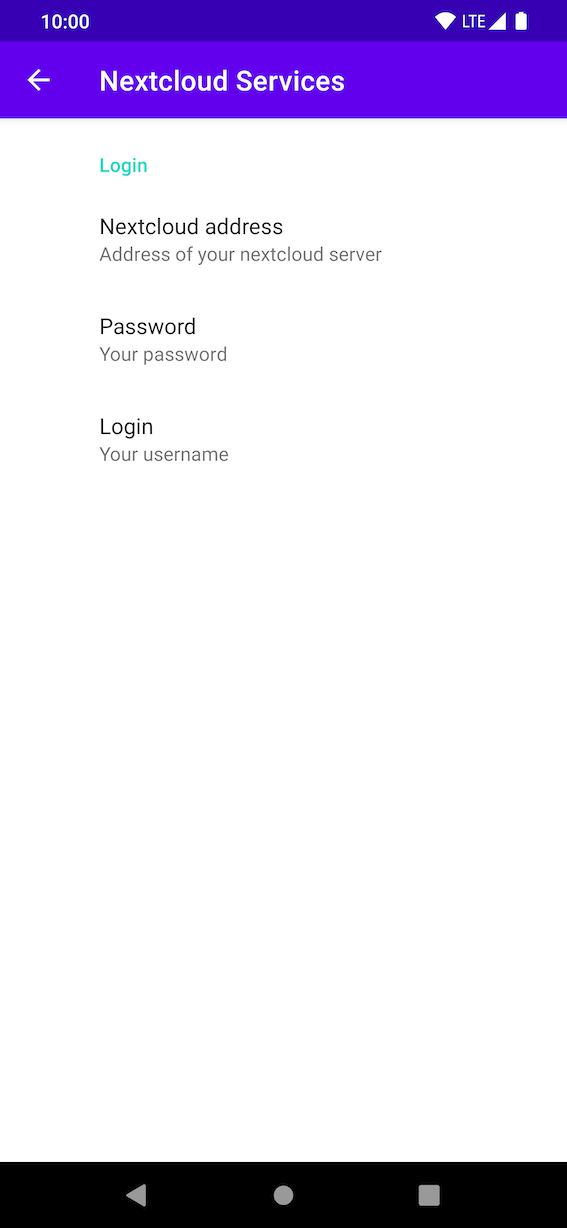 10:00
LTE
Nextcloud Services
Login
Nextcloud address
Address of your nextcloud server
Password
Your password
Login
Your username